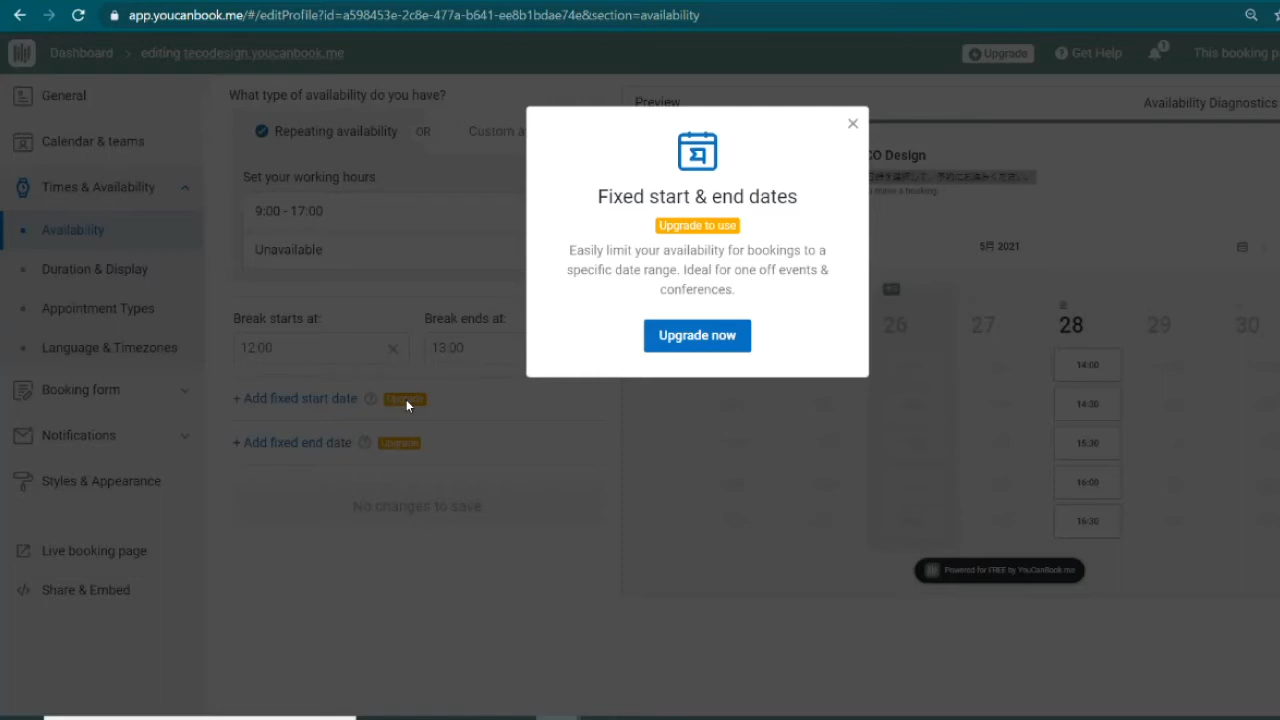 app.youcanbook.me/#/editProfile?id=a598453e-2c8e-477a-b641-ee8b1bdae74e&section=availability
Dashboard > editing tecodesign.youcanbook.me
Upgrade
Get Help
1
This booking p
General
Calendar & teams
Times & Availability
Availability
Duration & Display
Appointment Types
Language & Timezones
Booking form
Notifications
Styles & Appearance
Live booking page
Share & Embed
What type of availability do you have?
Repeating availability OR Custom a
Set your working hours
9:00 - 17:00
Unavailable
Break starts at: Break ends at:
12:00 13:00
+ Add fixed start date Upgrade
+ Add fixed end date Upgrade
No changes to save
Fixed start & end dates
Upgrade to use
Easily limit your availability for bookings to a
specific date range. Ideal for one off events &
conferences.
Upgrade now
Preview
Availability Diagnostics
CO Design
make a booking.
5月 2021
26 27 28 29 30
14:00
15:30
16:00
16:30
Powered for FREE by YouCanBook.me